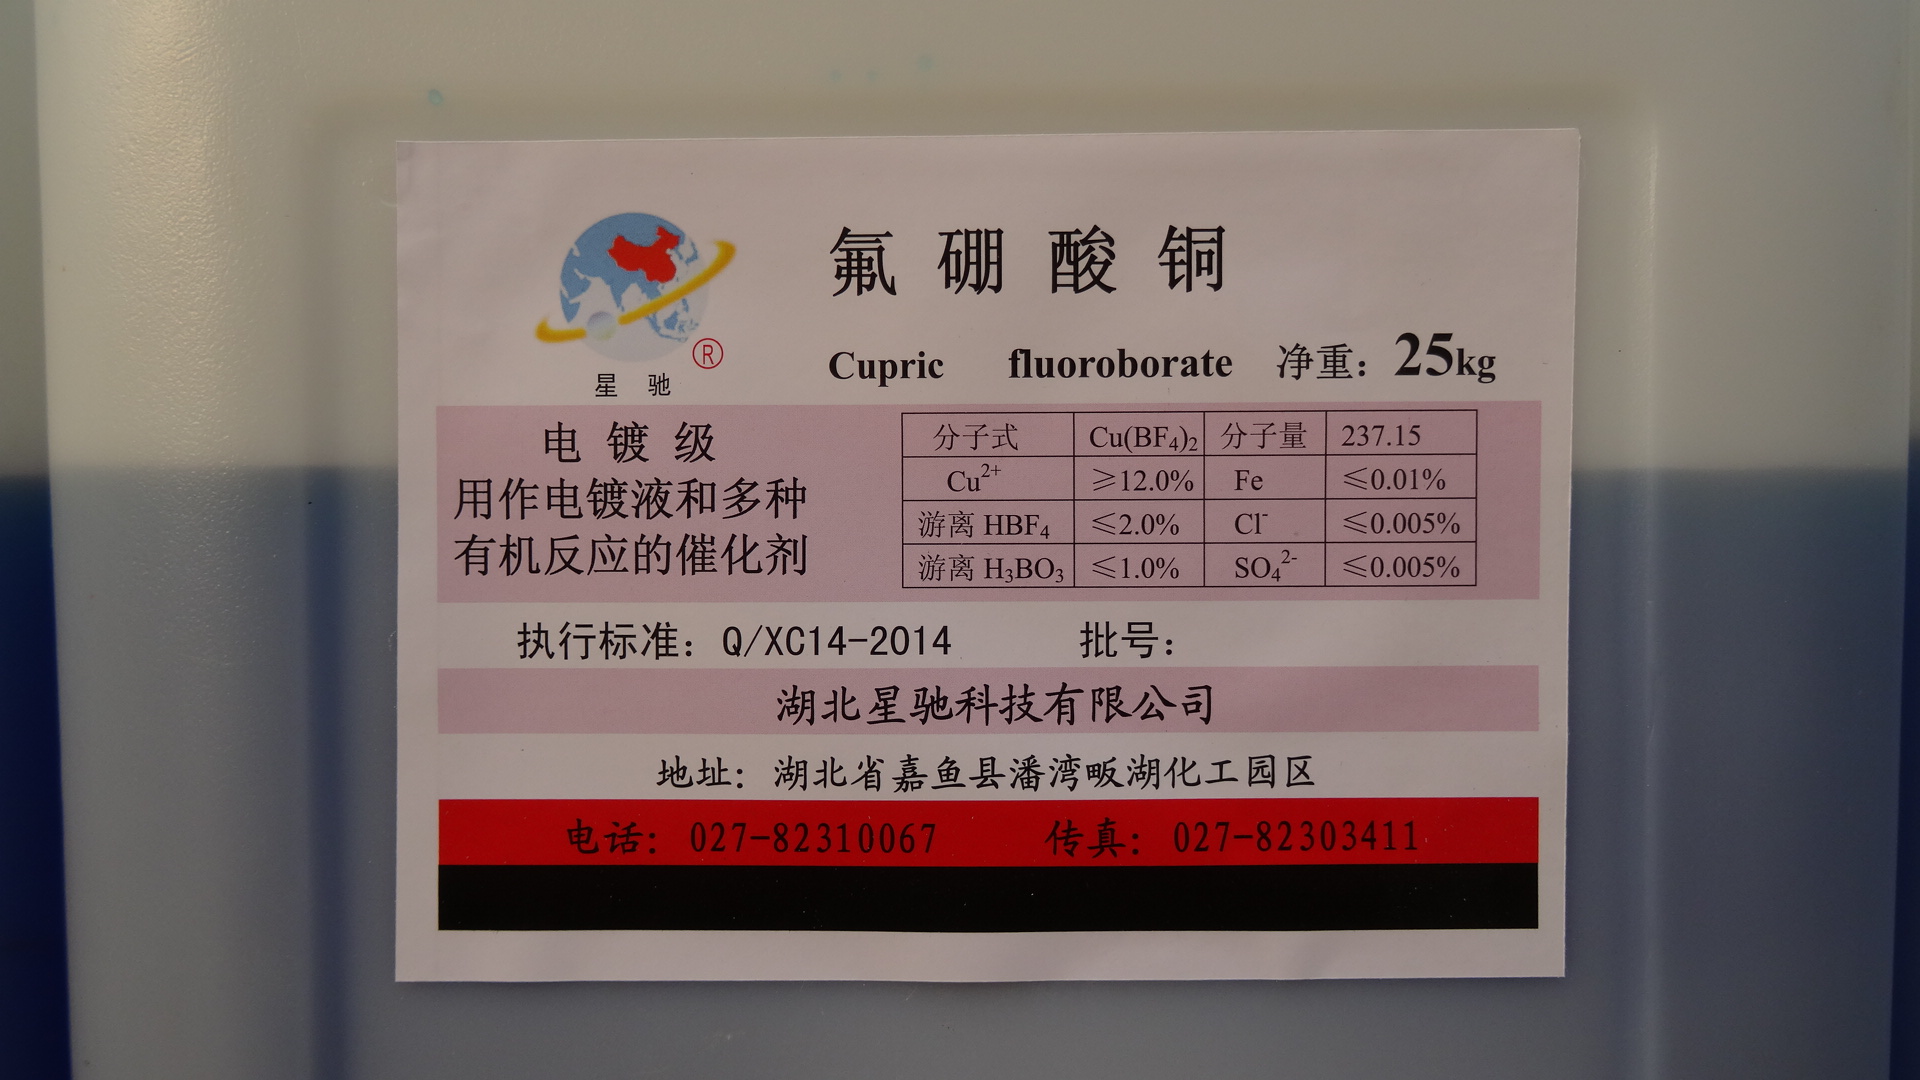 氟硼酸铜
Cupric fluoroborate 净重：25kg
®
星驰
电镀级
用作电镀液和多种
有机反应的催化剂
分子式 Cu(BF₄)₂ 分子量 237.15
Cu²⁺ ≥12.0% Fe ≤0.01%
游离 HBF₄ ≤2.0% Cl⁻ ≤0.005%
游离 H₃BO₃ ≤1.0% SO₄²⁻ ≤0.005%
执行标准：Q/XC14-2014 批号：
湖北星驰科技有限公司
地址：湖北省嘉鱼县潘湾畈湖化工园区
电话：027-82310067 传真：027-82303411